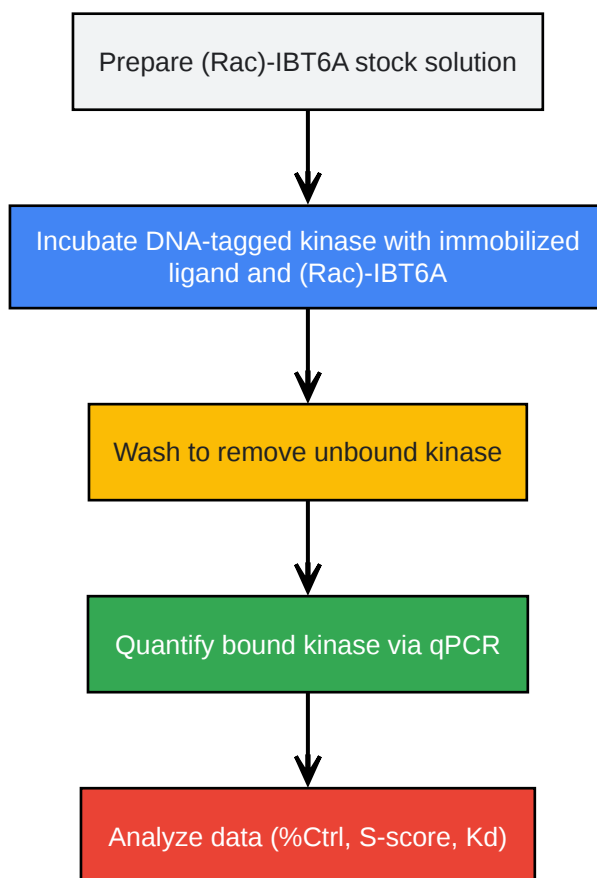 Prepare (Rac)-IBT6A stock solution
Incubate DNA-tagged kinase with immobilized
ligand and (Rac)-IBT6A
Wash to remove unbound kinase
Quantify bound kinase via qPCR
Analyze data (%Ctrl, S-score, Kd)